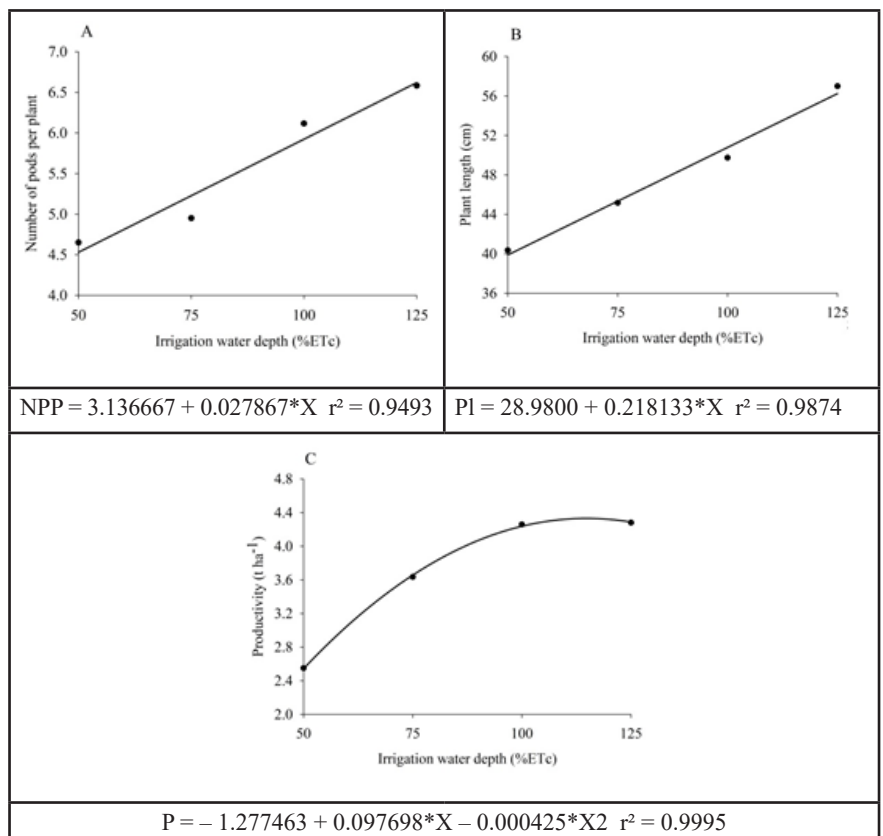 A
Number of pods per plant
7.0
6.5
6.0
5.5
5.0
4.5
4.0
50 75 100 125
Irrigation water depth (%ETc)
B
Plant length (cm)
60
56
52
48
44
40
36
50 75 100 125
Irrigation water depth (%ETc)
NPP = 3.136667 + 0.027867*X r² = 0.9493
Pl = 28.9800 + 0.218133*X r² = 0.9874
C
Productivity (t ha⁻¹)
4.8
4.4
4.0
3.6
3.2
2.8
2.4
2.0
50 75 100 125
Irrigation water depth (%ETc)
P = – 1.277463 + 0.097698*X – 0.000425*X2 r² = 0.9995